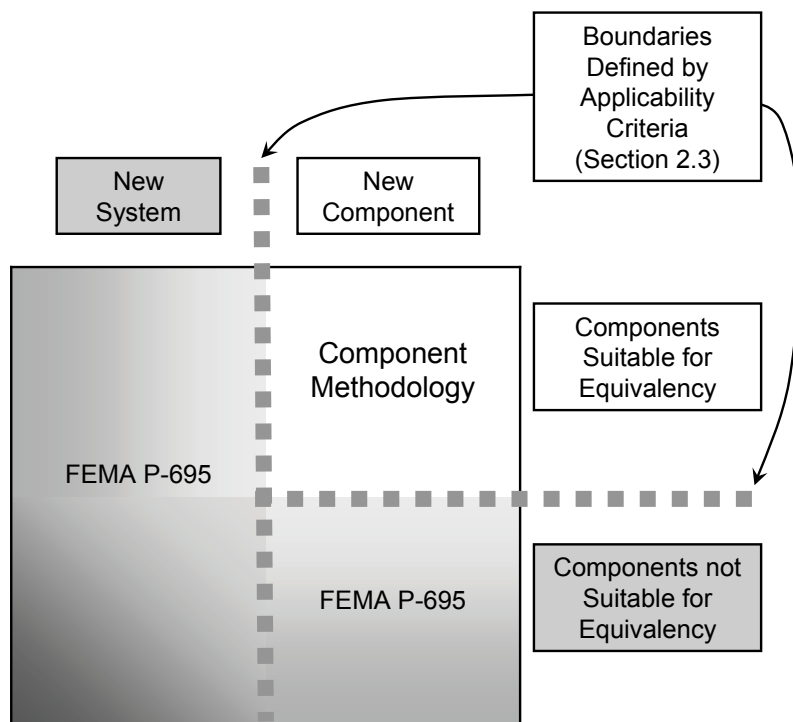 Boundaries
Defined by
Applicability
Criteria
(Section 2.3)
New
System
New
Component
Component
Methodology
Components
Suitable for
Equivalency
FEMA P-695
FEMA P-695
Components not
Suitable for
Equivalency